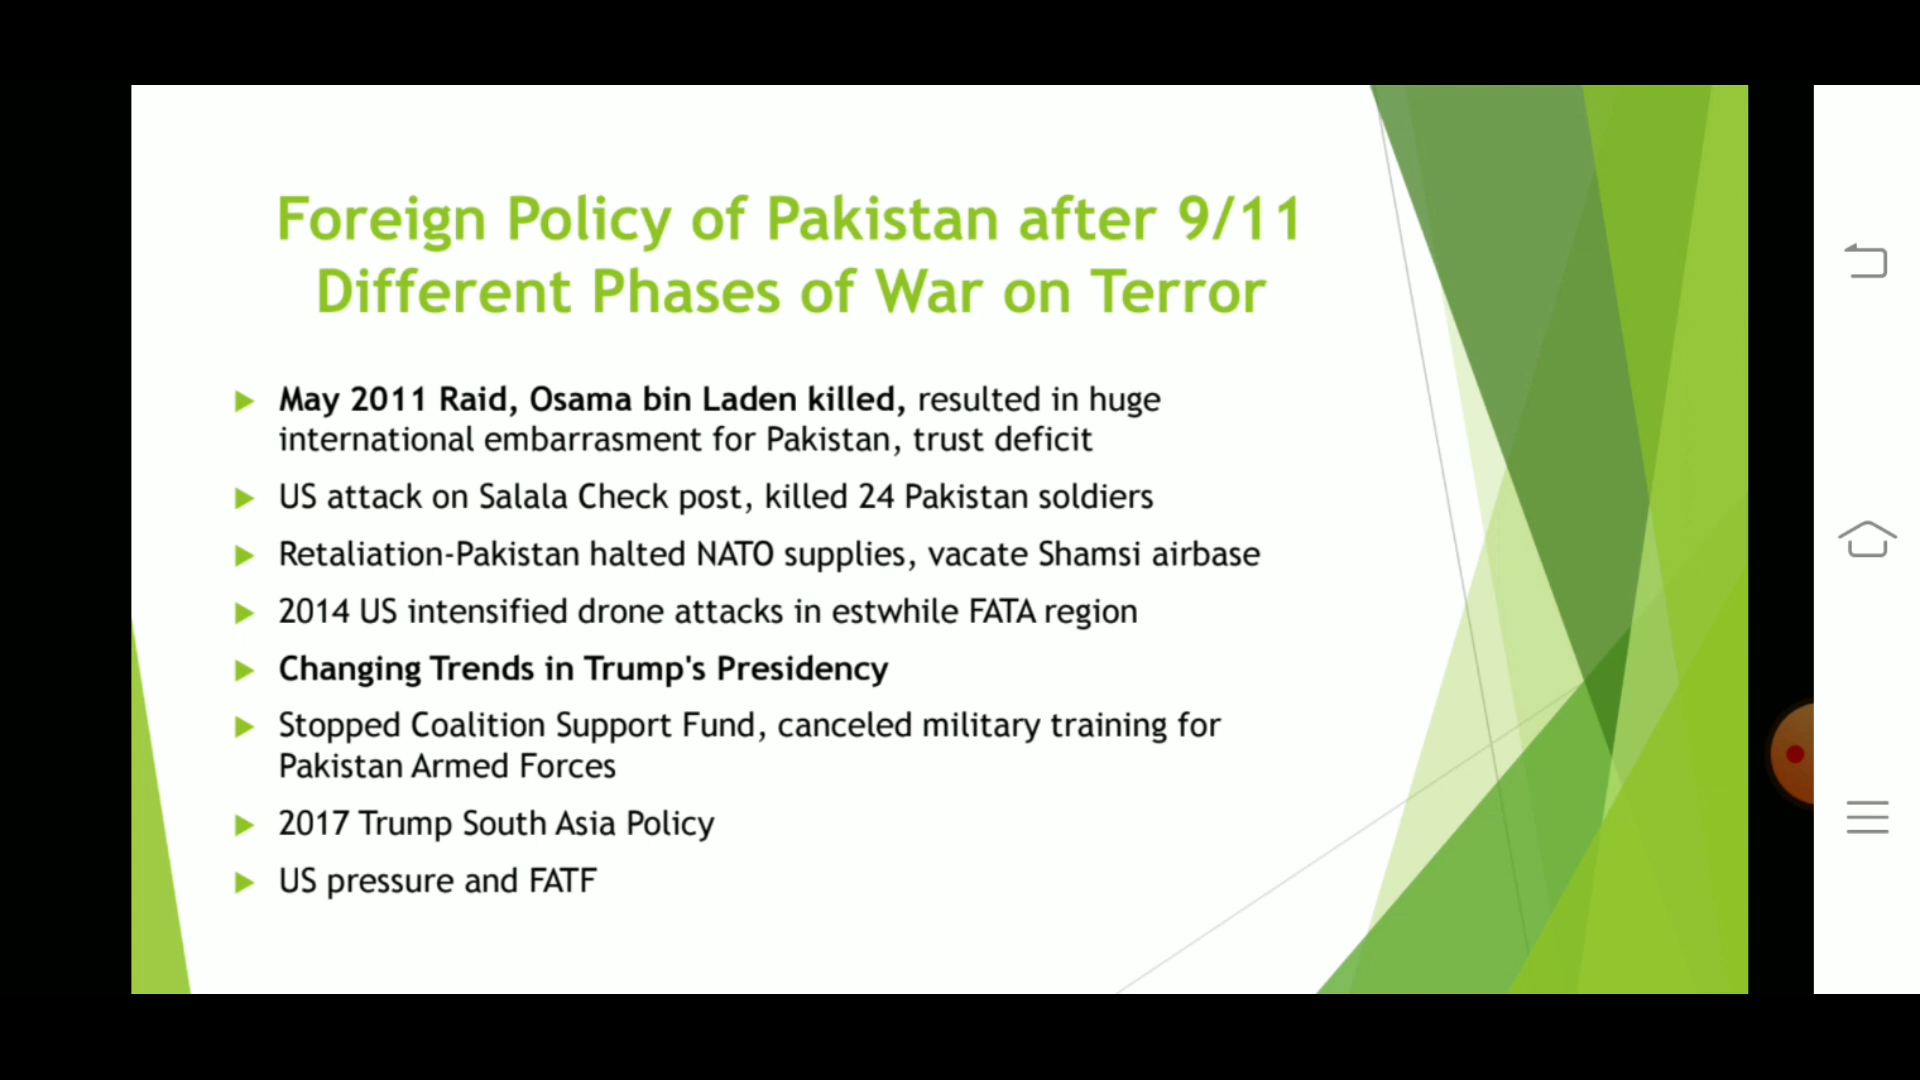 Foreign Policy of Pakistan after 9/11
Different Phases of War on Terror
May 2011 Raid, Osama bin Laden killed, resulted in huge
international embarrasment for Pakistan, trust deficit
US attack on Salala Check post, killed 24 Pakistan soldiers
Retaliation-Pakistan halted NATO supplies, vacate Shamsi airbase
2014 US intensified drone attacks in estwhile FATA region
Changing Trends in Trump's Presidency
Stopped Coalition Support Fund, canceled military training for
Pakistan Armed Forces
2017 Trump South Asia Policy
US pressure and FATF